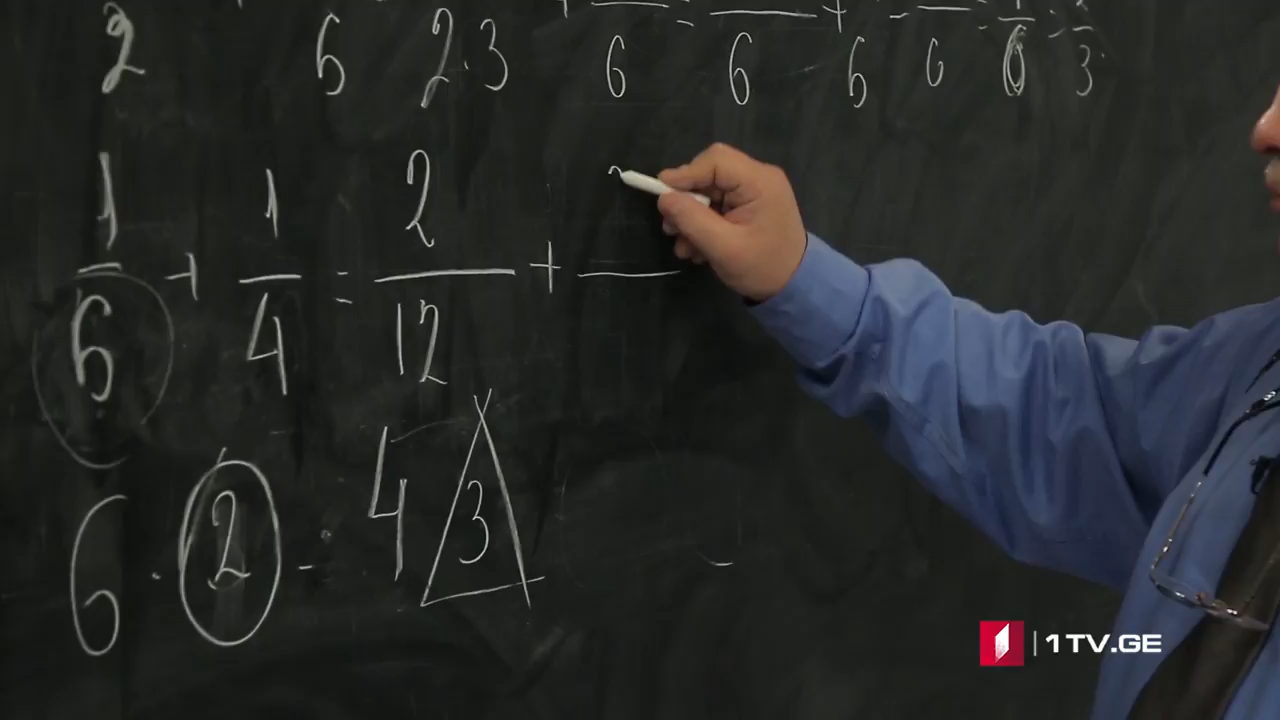 2 6 2·3 6 = 6 + 6 - 6 = 6 = 3
1/6 + 1/4 = 2/12 +
6 · 2 = 4 3
1TV.GE